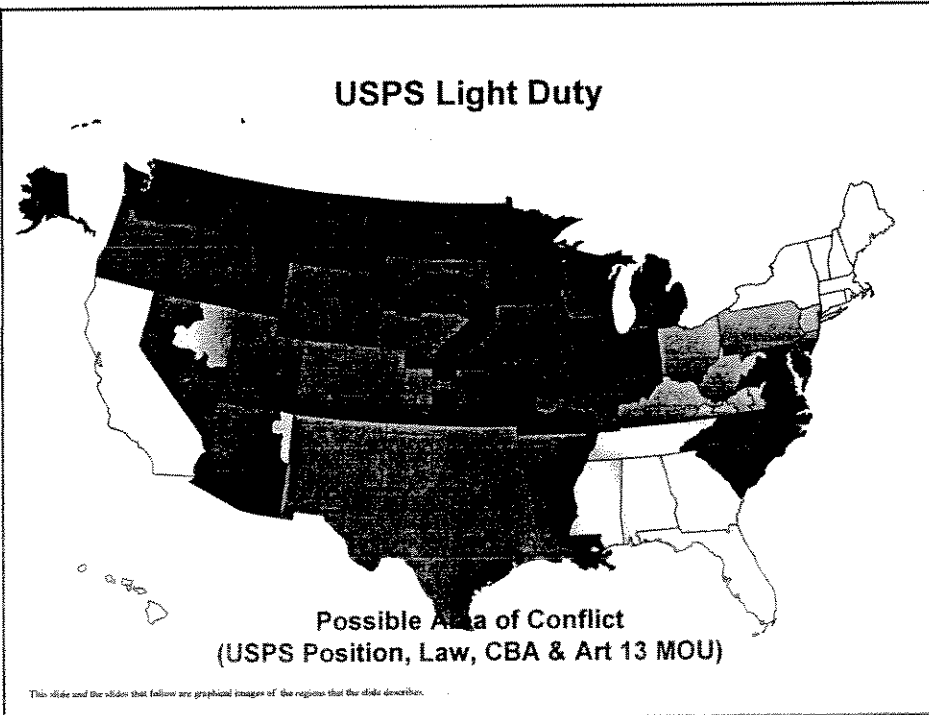 USPS Light Duty
Possible Area of Conflict
(USPS Position, Law, CBA & Art 13 MOU)
This slide and the slides that follow are graphical images of the regions that the slide describes.